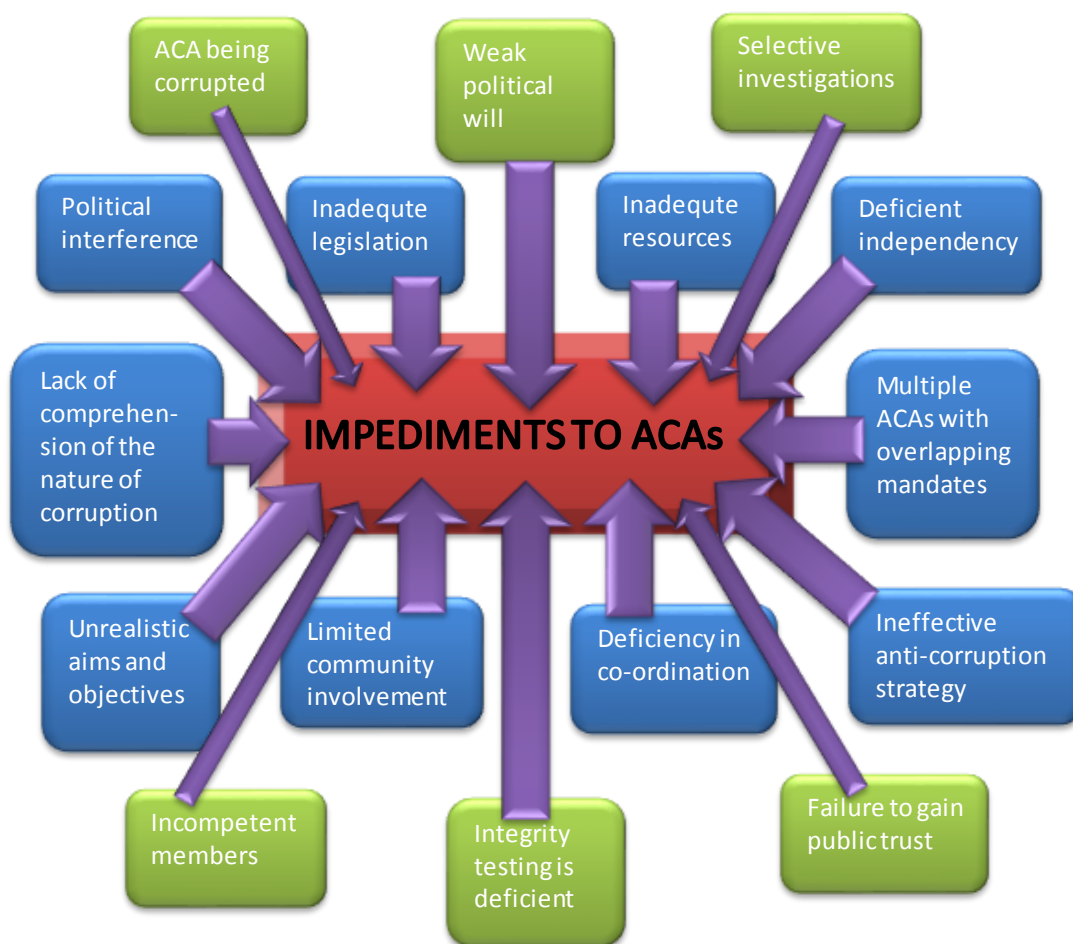 ACA being
corrupted
Weak
political
will
Selective
investigations
Political
interference
Inadequte
legislation
Inadequte
resources
Deficient
independency
Lack of
comprehen-
sion of the
nature of
corruption
IMPEDIMENTS TO ACAs
Multiple
ACAs with
overlapping
mandates
Unrealistic
aims and
objectives
Limited
community
involvement
Deficiency in
co-ordination
Ineffective
anti-corruption
strategy
Incompetent
members
Integrity
testing is
deficient
Failure to gain
public trust